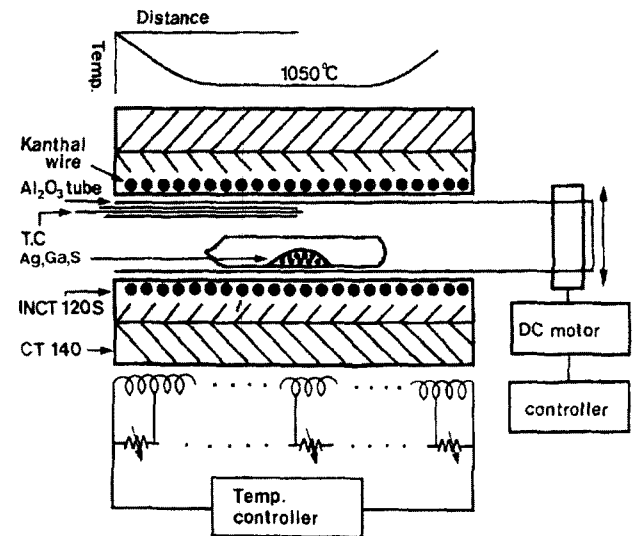 Distance
Temp.
1050°C
Kanthal
wire
Al₂O₃ tube
T.C
Ag,Ga,S
INCT 120S
CT 140
DC motor
controller
Temp.
controller